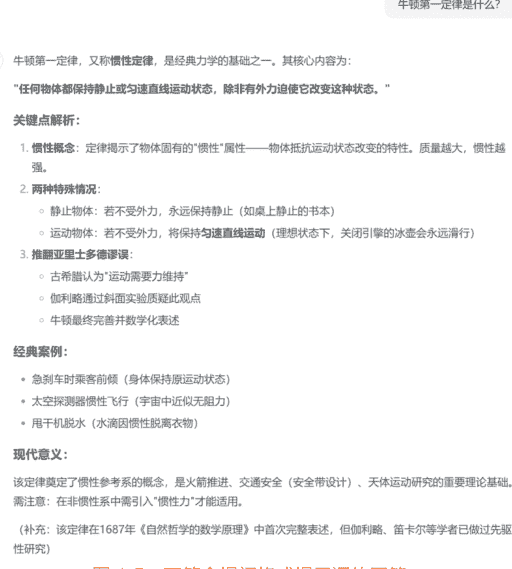 牛顿第一定律是什么?
牛顿第一定律，又称惯性定律，是经典力学的基础之一。其核心内容为：
"任何物体都保持静止或匀速直线运动状态，除非有外力迫使它改变这种状态。"
关键点解析：
1. 惯性概念：定律揭示了物体固有的"惯性"属性——物体抵抗运动状态改变的特性。质量越大，惯性越
强。
2. 两种特殊情况：
○ 静止物体：若不受外力，永远保持静止（如桌上静止的书本）
○ 运动物体：若不受外力，将保持匀速直线运动（理想状态下，关闭引擎的冰壶会永远滑行）
3. 推翻亚里士多德谬误：
○ 古希腊认为"运动需要力维持"
○ 伽利略通过斜面实验质疑此观点
○ 牛顿最终完善并数学化表述
经典案例：
• 急刹车时乘客前倾（身体保持原运动状态）
• 太空探测器惯性飞行（宇宙中近似无阻力）
• 甩干机脱水（水滴因惯性脱离衣物）
现代意义：
该定律奠定了惯性参考系的概念，是火箭推进、交通安全（安全带设计）、天体运动研究的重要理论基础。
需注意：在非惯性系中需引入"惯性力"才能适用。
（补充：该定律在1687年《自然哲学的数学原理》中首次完整表述，但伽利略、笛卡尔等学者已做过先驱
性研究）